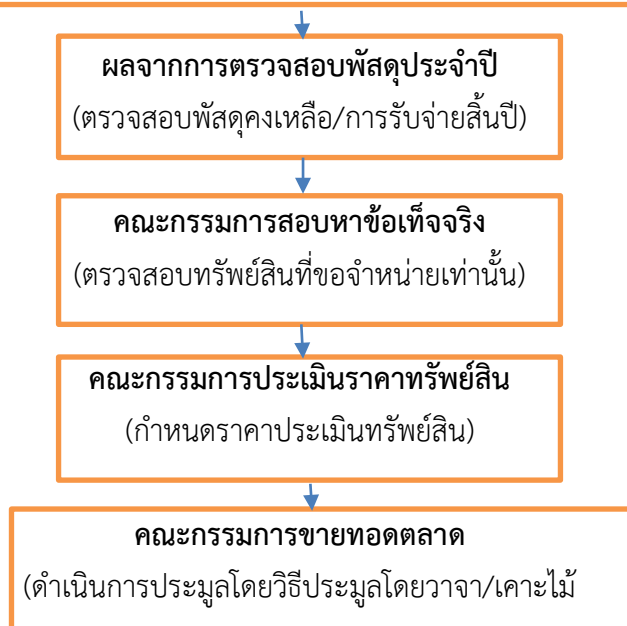 ผลจากการตรวจสอบพัสดุประจำปี
(ตรวจสอบพัสดุคงเหลือ/การรับจ่ายสิ้นปี)
คณะกรรมการสอบหาข้อเท็จจริง
(ตรวจสอบทรัพย์สินที่ขอจำหน่ายเท่านั้น)
คณะกรรมการประเมินราคาทรัพย์สิน
(กำหนดราคาประเมินทรัพย์สิน)
คณะกรรมการขายทอดตลาด
(ดำเนินการประมูลโดยวิธีประมูลโดยวาจา/เคาะไม้